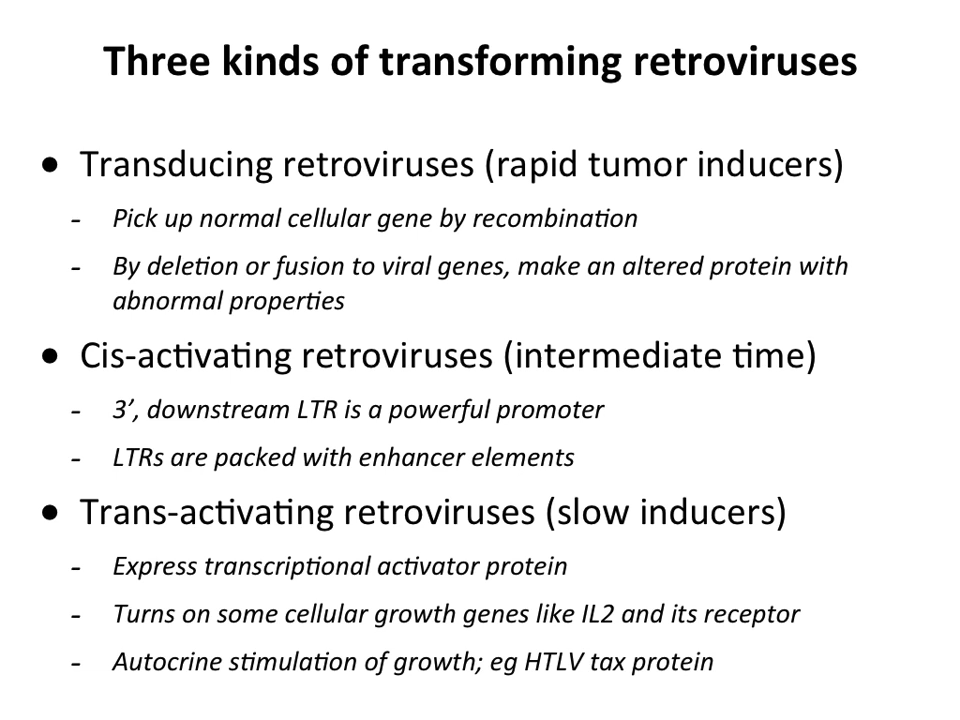 Three kinds of transforming retroviruses
• Transducing retroviruses (rapid tumor inducers)
- Pick up normal cellular gene by recombination
- By deletion or fusion to viral genes, make an altered protein with
abnormal properties
• Cis-activating retroviruses (intermediate time)
- 3’, downstream LTR is a powerful promoter
- LTRs are packed with enhancer elements
• Trans-activating retroviruses (slow inducers)
- Express transcriptional activator protein
- Turns on some cellular growth genes like IL2 and its receptor
- Autocrine stimulation of growth; eg HTLV tax protein